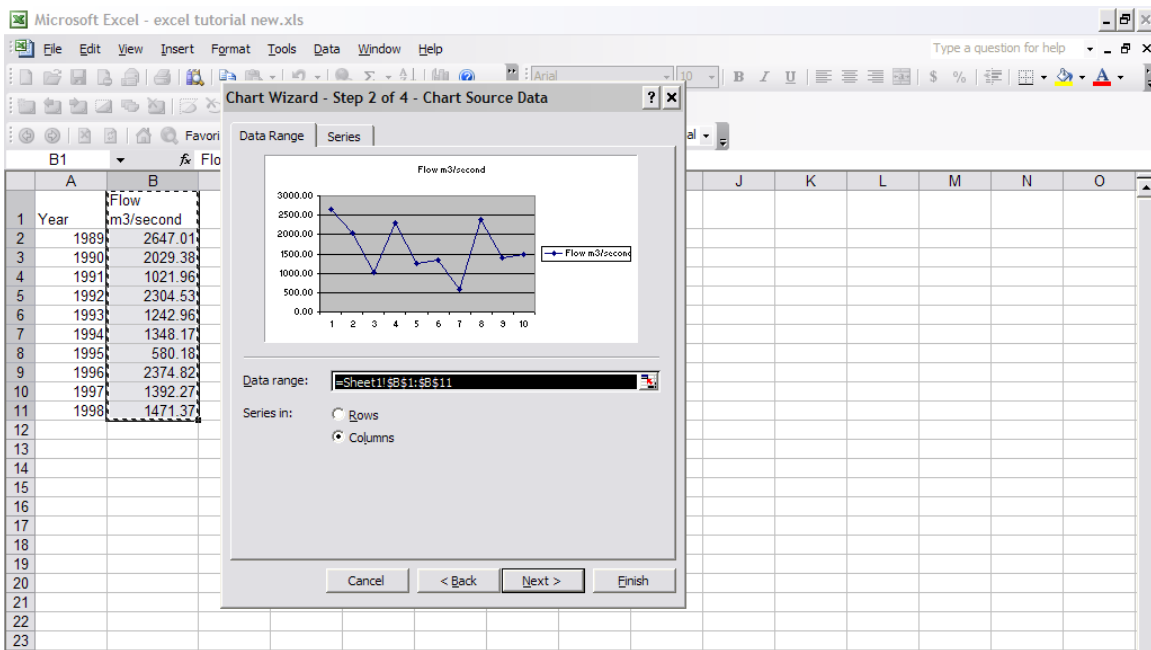 Microsoft Excel - excel tutorial new.xls
File Edit View Insert Format Tools Data Window Help Type a question for help
Arial 10 B I U $ %
Favori al
B1 fx Flo
A B J K L M N O
1 Year Flow m3/second
2 1989 2647.01
3 1990 2029.38
4 1991 1021.96
5 1992 2304.53
6 1993 1242.96
7 1994 1348.17
8 1995 580.18
9 1996 2374.82
10 1997 1392.27
11 1998 1471.37
12
13
14
15
16
17
18
19
20
21
22
23
Chart Wizard - Step 2 of 4 - Chart Source Data ? X
Data Range Series
Flow m3/second
3000.00
2500.00
2000.00
1500.00
1000.00
500.00
0.00
1 2 3 4 5 6 7 8 9 10
Flow m3/second
Data range: =Sheet1!$B$1:$B$11
Series in: Rows
Columns
Cancel < Back Next > Finish